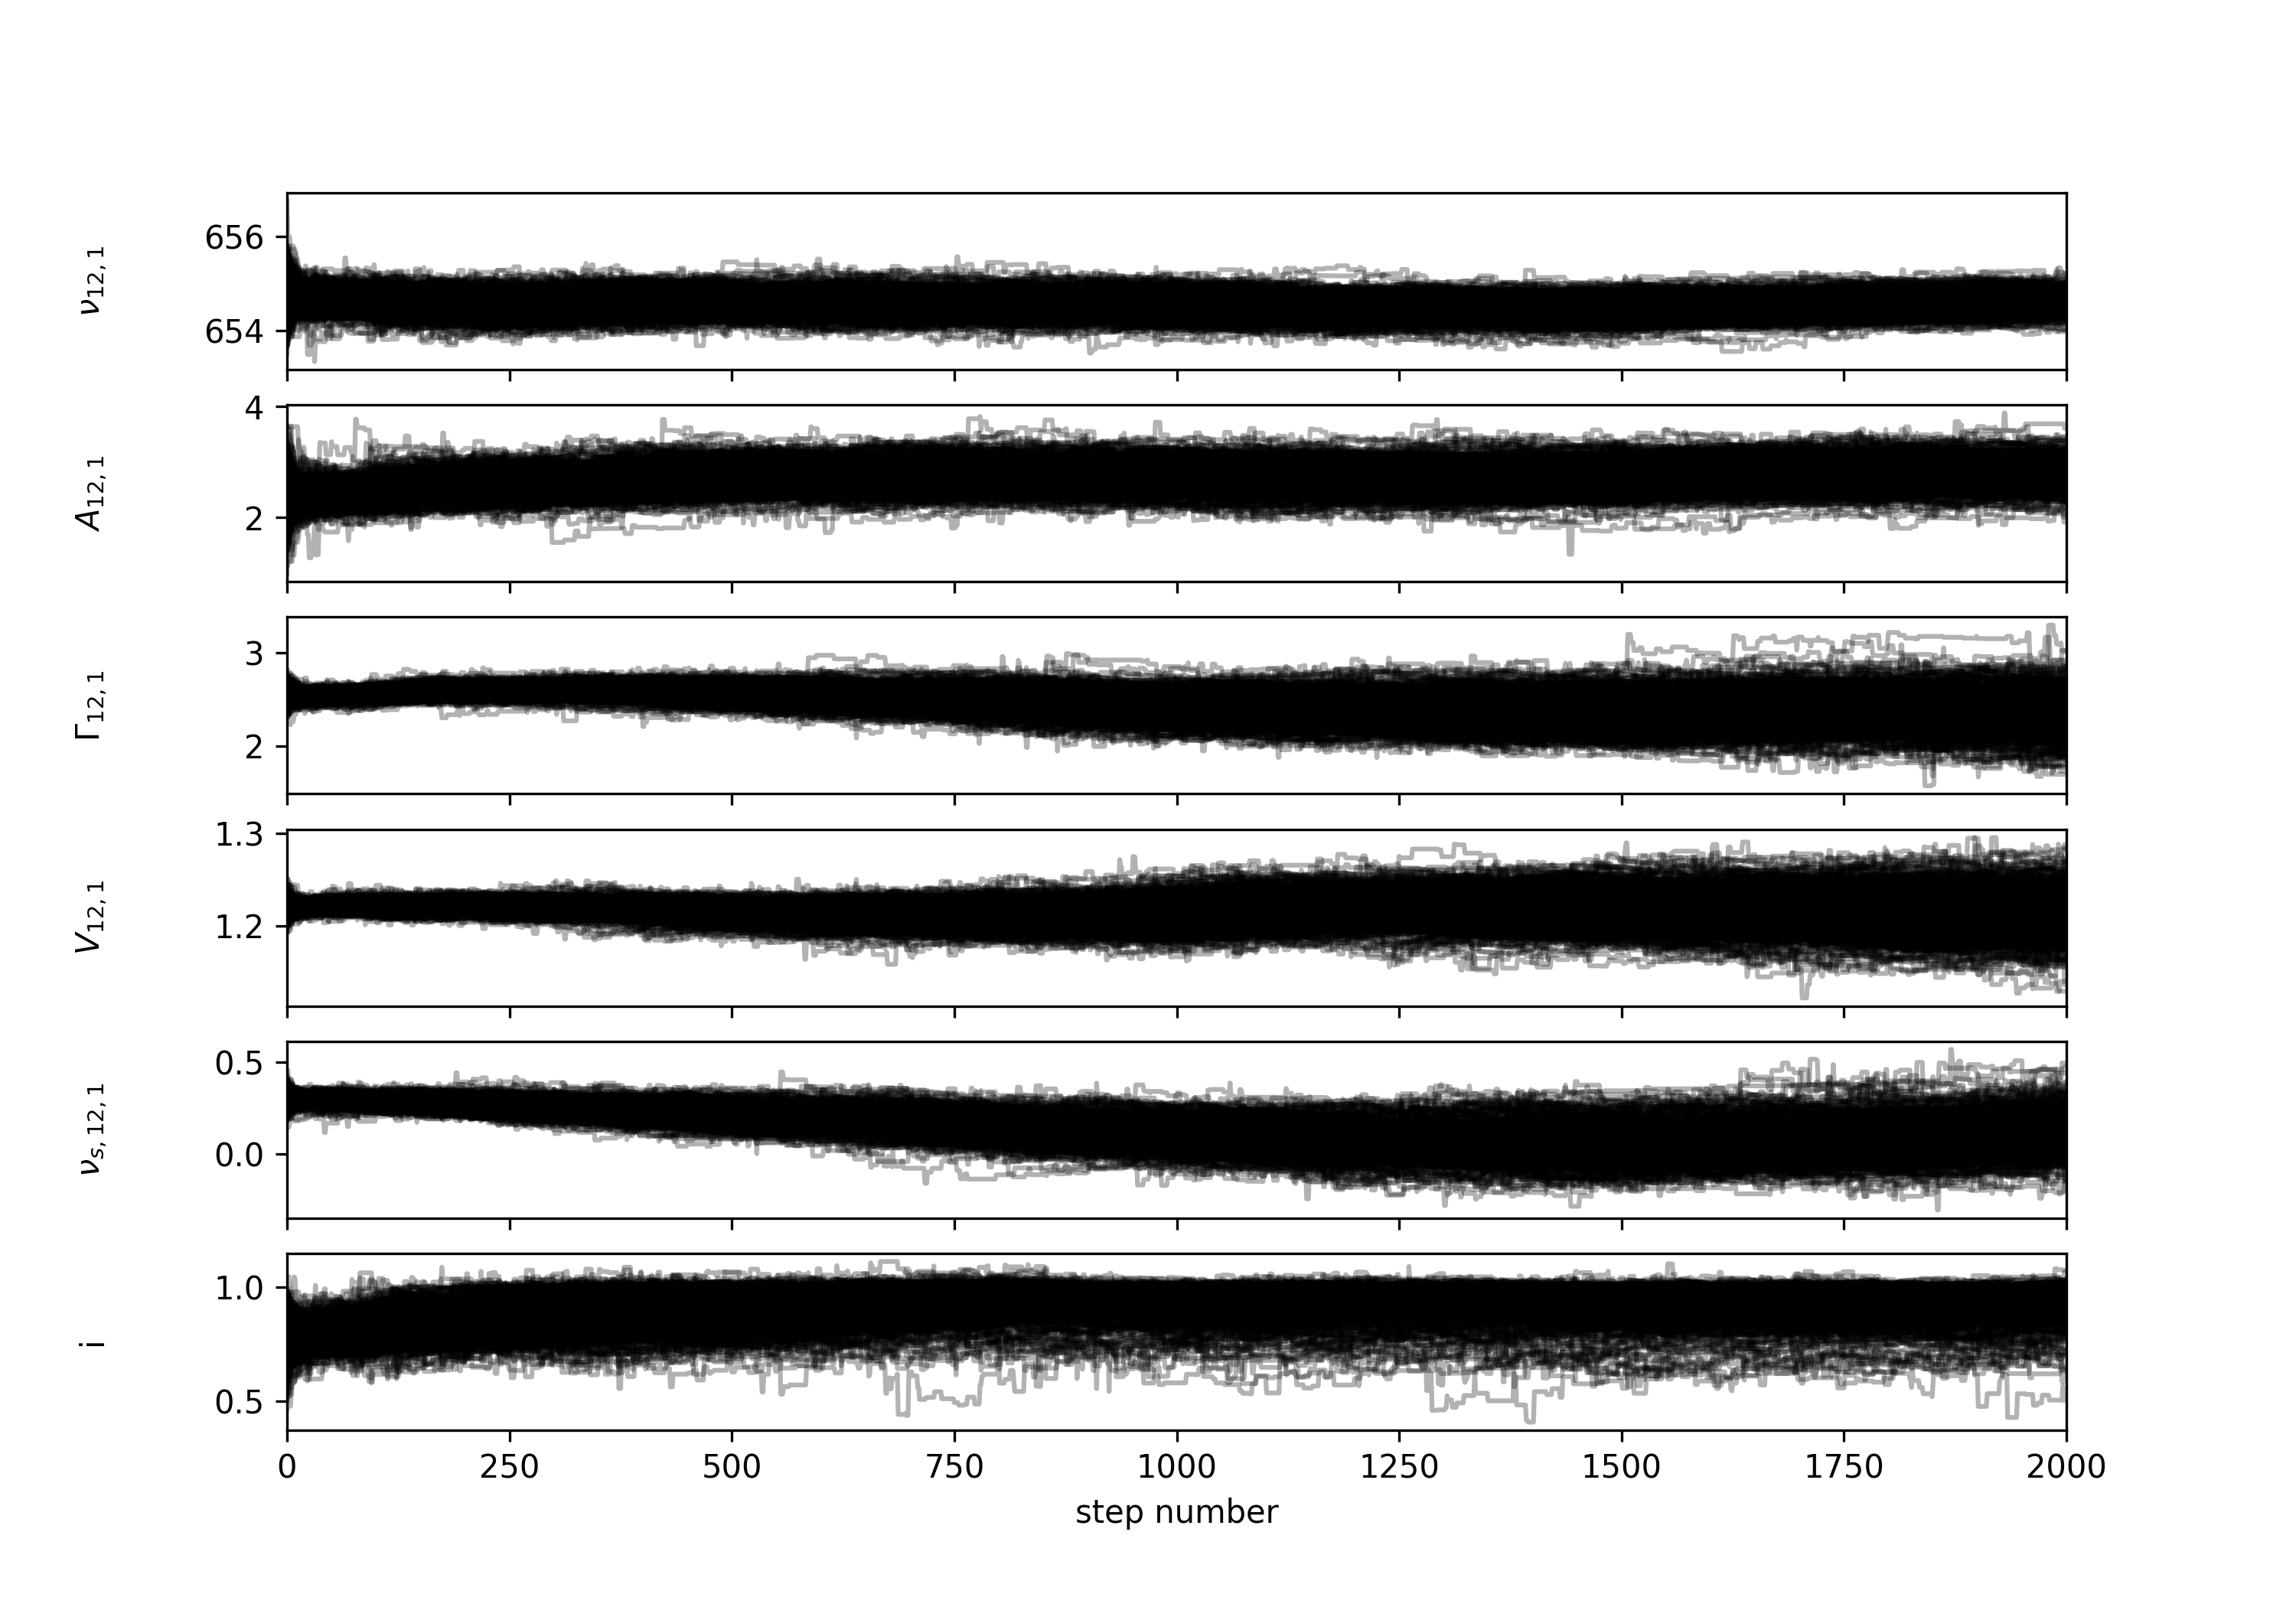 656
654
ν₁₂,₁
4
2
A₁₂,₁
3
2
Γ₁₂,₁
1.3
1.2
V₁₂,₁
0.5
0.0
νₛ,₁₂,₁
1.0
0.5
i
0 250 500 750 1000 1250 1500 1750 2000
step number